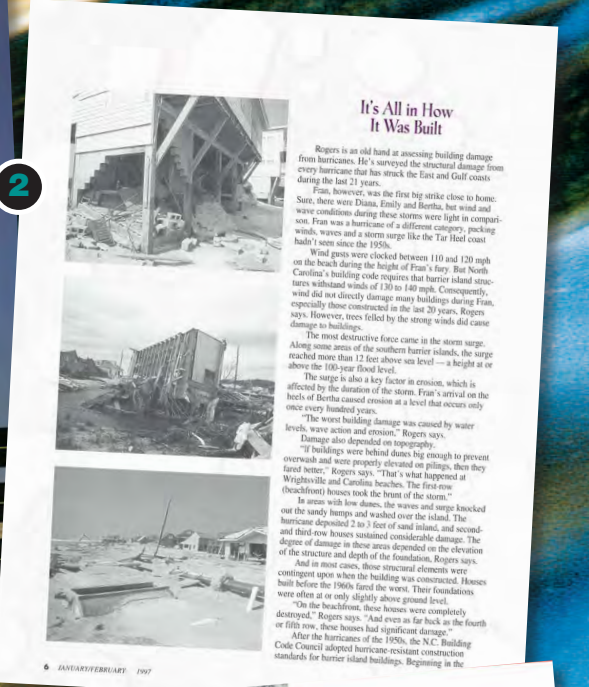 2
It's All in How
It Was Built
Rogers is an old hand at assessing building damage
from hurricanes. He's surveyed the structural damage from
every hurricane that has struck the East and Gulf coasts
during the last 21 years.
Fran, however, was the first big strike close to home.
Sure, there were Diana, Emily and Bertha, but wind and
wave conditions during these storms were light in compari-
son. Fran was a hurricane of a different category, packing
winds, waves and a storm surge like the Tar Heel coast
hadn't seen since the 1950s.
Wind gusts were clocked between 110 and 120 mph
on the beach during the height of Fran's fury. But North
Carolina's building code requires that barrier island struc-
tures withstand winds of 130 to 140 mph. Consequently,
wind did not directly damage many buildings during Fran,
especially those constructed in the last 20 years, Rogers
says. However, trees felled by the strong winds did cause
damage to buildings.
The most destructive force came in the storm surge.
Along some areas of the southern barrier islands, the surge
reached more than 12 feet above sea level — a height at or
above the 100-year flood level.
The surge is also a key factor in erosion, which is
affected by the duration of the storm. Fran's arrival on the
heels of Bertha caused erosion at a level that occurs only
once every hundred years.
"The worst building damage was caused by water
levels, wave action and erosion," Rogers says.
Damage also depended on topography.
"If buildings were behind dunes big enough to prevent
overwash and were properly elevated on pilings, then they
fared better," Rogers says. "That's what happened at
Wrightsville and Carolina beaches. The first-row
(beachfront) houses took the brunt of the storm."
In areas with low dunes, the waves and surge knocked
out the sandy humps and washed over the island. The
hurricane deposited 2 to 3 feet of sand inland, and second-
and third-row houses sustained considerable damage. The
degree of damage in these areas depended on the elevation
of the structure and depth of the foundation, Rogers says.
And in most cases, those structural elements were
contingent upon when the building was constructed. Houses
built before the 1960s fared the worst. Their foundations
were often at or only slightly above ground level.
"On the beachfront, these houses were completely
destroyed," Rogers says. "And even as far back as the fourth
or fifth row, these houses had significant damage."
After the hurricanes of the 1950s, the N.C. Building
Code Council adopted hurricane-resistant construction
standards for barrier island buildings. Beginning in the
6 JANUARY/FEBRUARY 1997